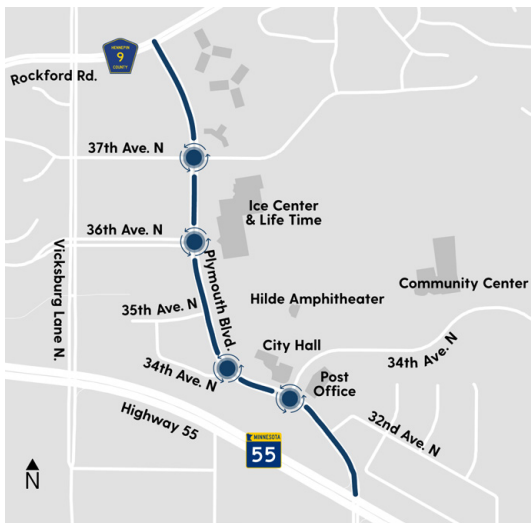 HENNEPIN
9
COUNTY
Rockford Rd.
37th Ave. N
Ice Center
& Life Time
36th Ave. N
Vicksburg Lane N.
Plymouth Blvd.
Community Center
Hilde Amphitheater
35th Ave. N
City Hall
34th Ave. N
34th Ave. N
Post
Office
Highway 55
32nd Ave. N
MINNESOTA
55
N